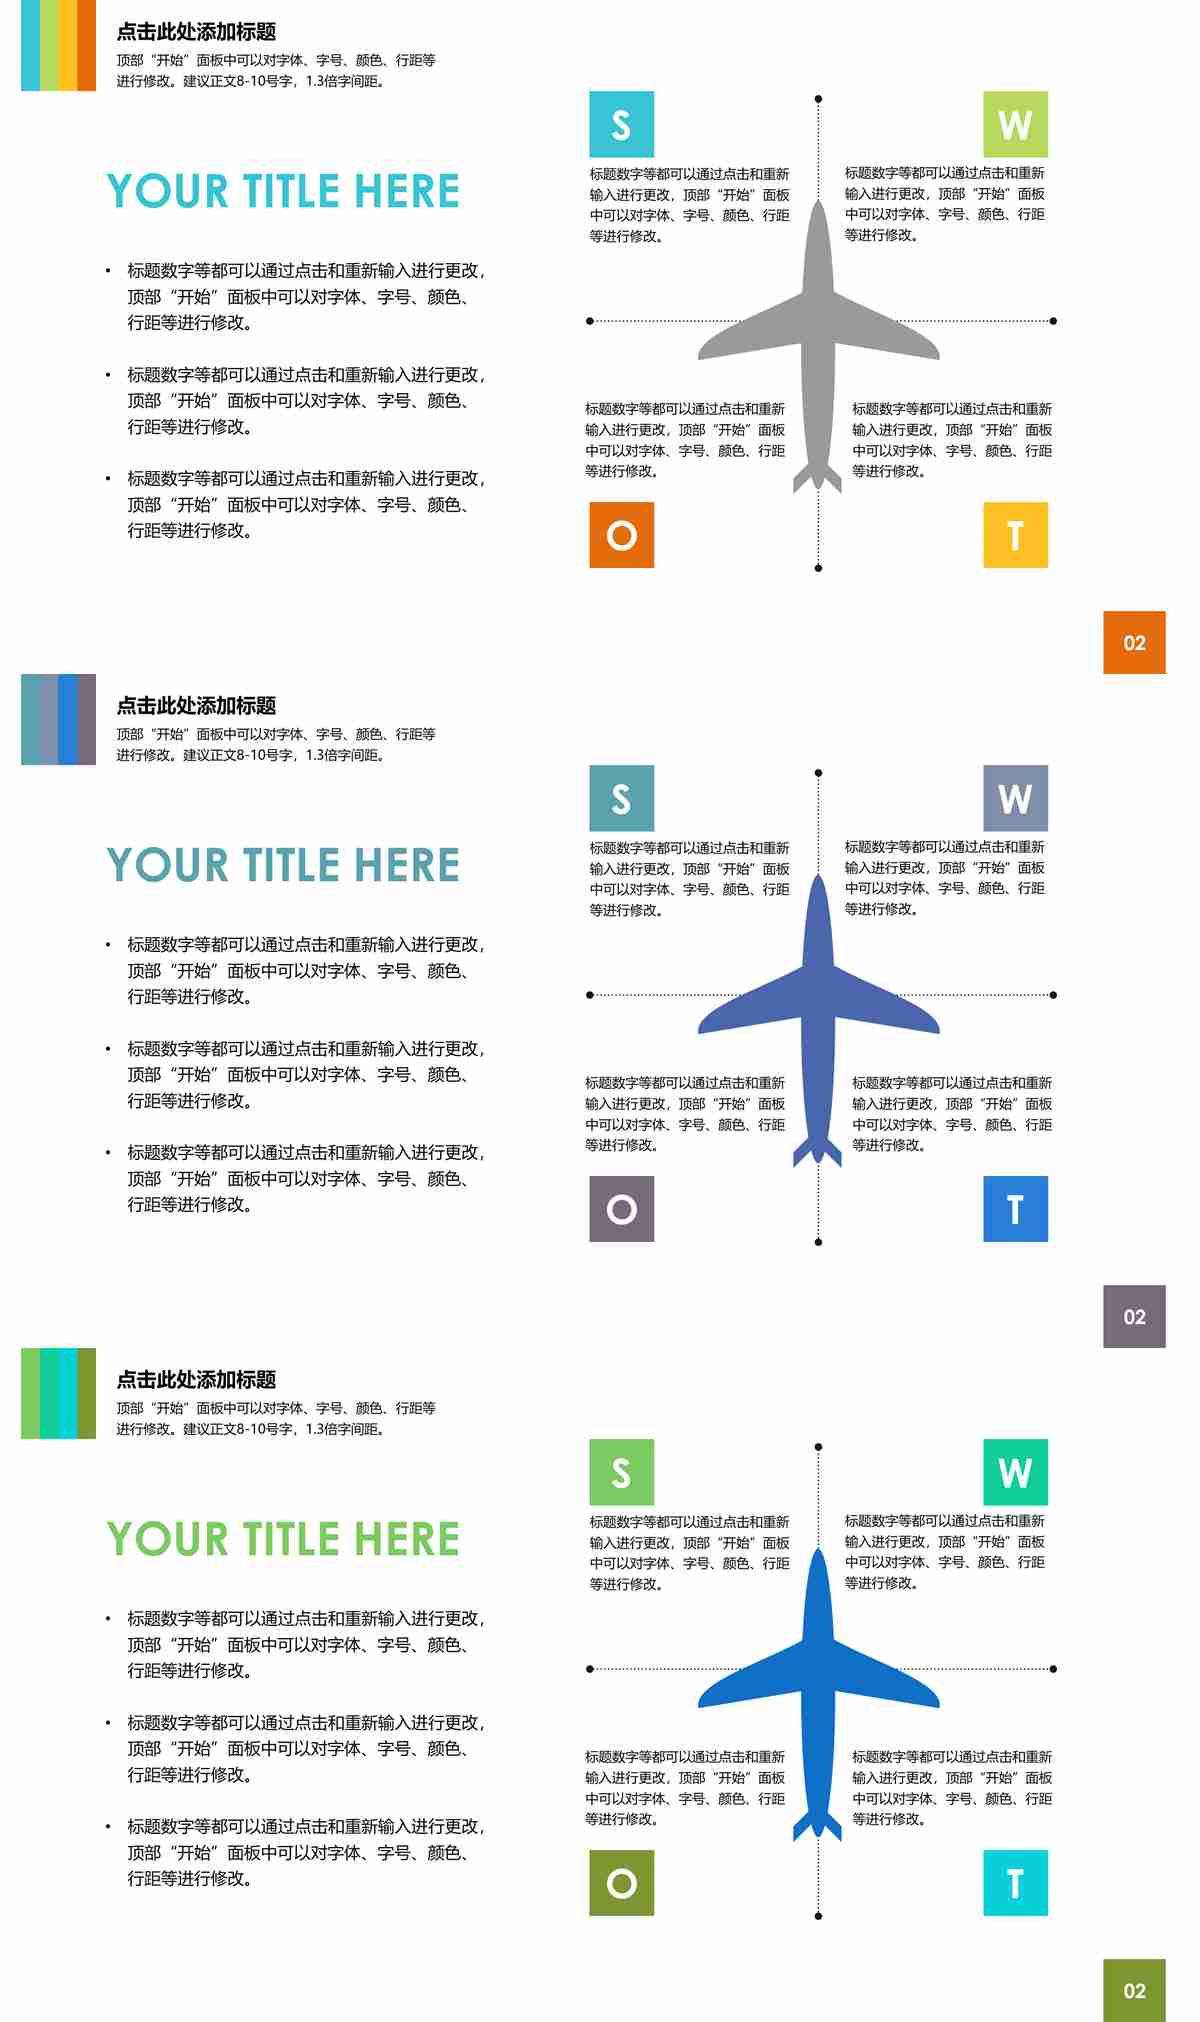 点击此处添加标题
顶部“开始”面板中可以对字体、字号、颜色、行距等
进行修改。建议正文8-10号字，1.3倍字间距。
YOUR TITLE HERE
• 标题数字等都可以通过点击和重新输入进行更改，
顶部“开始”面板中可以对字体、字号、颜色、
行距等进行修改。
• 标题数字等都可以通过点击和重新输入进行更改，
顶部“开始”面板中可以对字体、字号、颜色、
行距等进行修改。
• 标题数字等都可以通过点击和重新输入进行更改，
顶部“开始”面板中可以对字体、字号、颜色、
行距等进行修改。
S
标题数字等都可以通过点击和重新
输入进行更改，顶部“开始”面板
中可以对字体、字号、颜色、行距
等进行修改。
W
标题数字等都可以通过点击和重新
输入进行更改，顶部“开始”面板
中可以对字体、字号、颜色、行距
等进行修改。
标题数字等都可以通过点击和重新
输入进行更改，顶部“开始”面板
中可以对字体、字号、颜色、行距
等进行修改。
O
标题数字等都可以通过点击和重新
输入进行更改，顶部“开始”面板
中可以对字体、字号、颜色、行距
等进行修改。
T
02
点击此处添加标题
顶部“开始”面板中可以对字体、字号、颜色、行距等
进行修改。建议正文8-10号字，1.3倍字间距。
YOUR TITLE HERE
• 标题数字等都可以通过点击和重新输入进行更改，
顶部“开始”面板中可以对字体、字号、颜色、
行距等进行修改。
• 标题数字等都可以通过点击和重新输入进行更改，
顶部“开始”面板中可以对字体、字号、颜色、
行距等进行修改。
• 标题数字等都可以通过点击和重新输入进行更改，
顶部“开始”面板中可以对字体、字号、颜色、
行距等进行修改。
S
标题数字等都可以通过点击和重新
输入进行更改，顶部“开始”面板
中可以对字体、字号、颜色、行距
等进行修改。
W
标题数字等都可以通过点击和重新
输入进行更改，顶部“开始”面板
中可以对字体、字号、颜色、行距
等进行修改。
标题数字等都可以通过点击和重新
输入进行更改，顶部“开始”面板
中可以对字体、字号、颜色、行距
等进行修改。
O
标题数字等都可以通过点击和重新
输入进行更改，顶部“开始”面板
中可以对字体、字号、颜色、行距
等进行修改。
T
02
点击此处添加标题
顶部“开始”面板中可以对字体、字号、颜色、行距等
进行修改。建议正文8-10号字，1.3倍字间距。
YOUR TITLE HERE
• 标题数字等都可以通过点击和重新输入进行更改，
顶部“开始”面板中可以对字体、字号、颜色、
行距等进行修改。
• 标题数字等都可以通过点击和重新输入进行更改，
顶部“开始”面板中可以对字体、字号、颜色、
行距等进行修改。
• 标题数字等都可以通过点击和重新输入进行更改，
顶部“开始”面板中可以对字体、字号、颜色、
行距等进行修改。
S
标题数字等都可以通过点击和重新
输入进行更改，顶部“开始”面板
中可以对字体、字号、颜色、行距
等进行修改。
W
标题数字等都可以通过点击和重新
输入进行更改，顶部“开始”面板
中可以对字体、字号、颜色、行距
等进行修改。
标题数字等都可以通过点击和重新
输入进行更改，顶部“开始”面板
中可以对字体、字号、颜色、行距
等进行修改。
O
标题数字等都可以通过点击和重新
输入进行更改，顶部“开始”面板
中可以对字体、字号、颜色、行距
等进行修改。
T
02